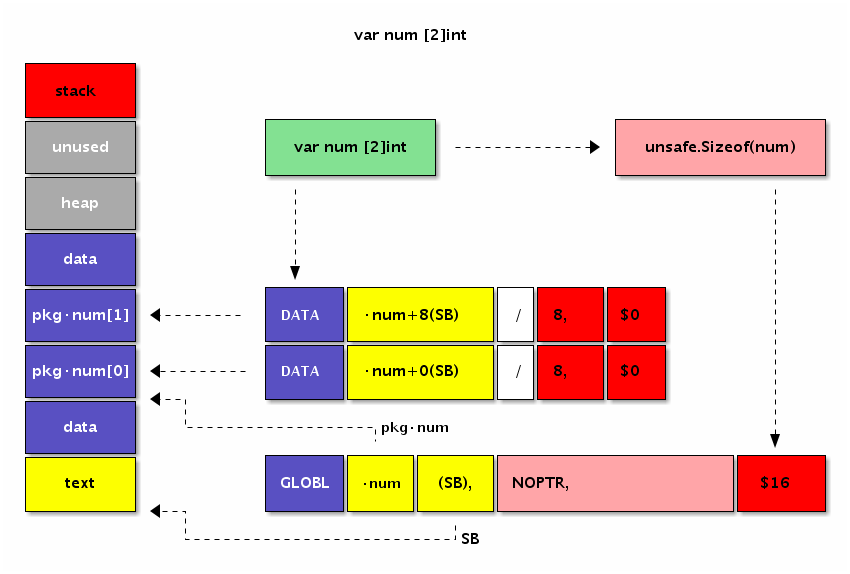 var num [2]int
stack
unused
heap
data
pkg·num[1]
pkg·num[0]
data
text
var num [2]int
unsafe.Sizeof(num)
DATA ·num+8(SB) / 8, $0
DATA ·num+0(SB) / 8, $0
pkg·num
GLOBL ·num (SB), NOPTR, $16
SB